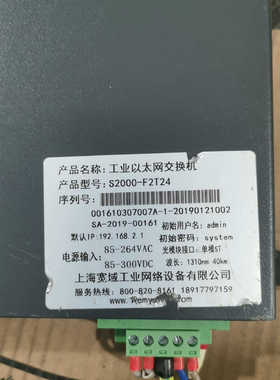 产品名称: 工业以太网交换机
产品型号: S2000-F2T24
序列号:
001610307007A-1-20190121002
SA-2019-00161 初始用户名: admin
默认IP:192.168.2.1 初始密码: system
电源输入: 85-264VAC 光模块接口: 单模ST
85-300VDC 波长: 1310nm 40km
上海宽域工业网络设备有限公司
服务热线: 800-820-8161 18917797159